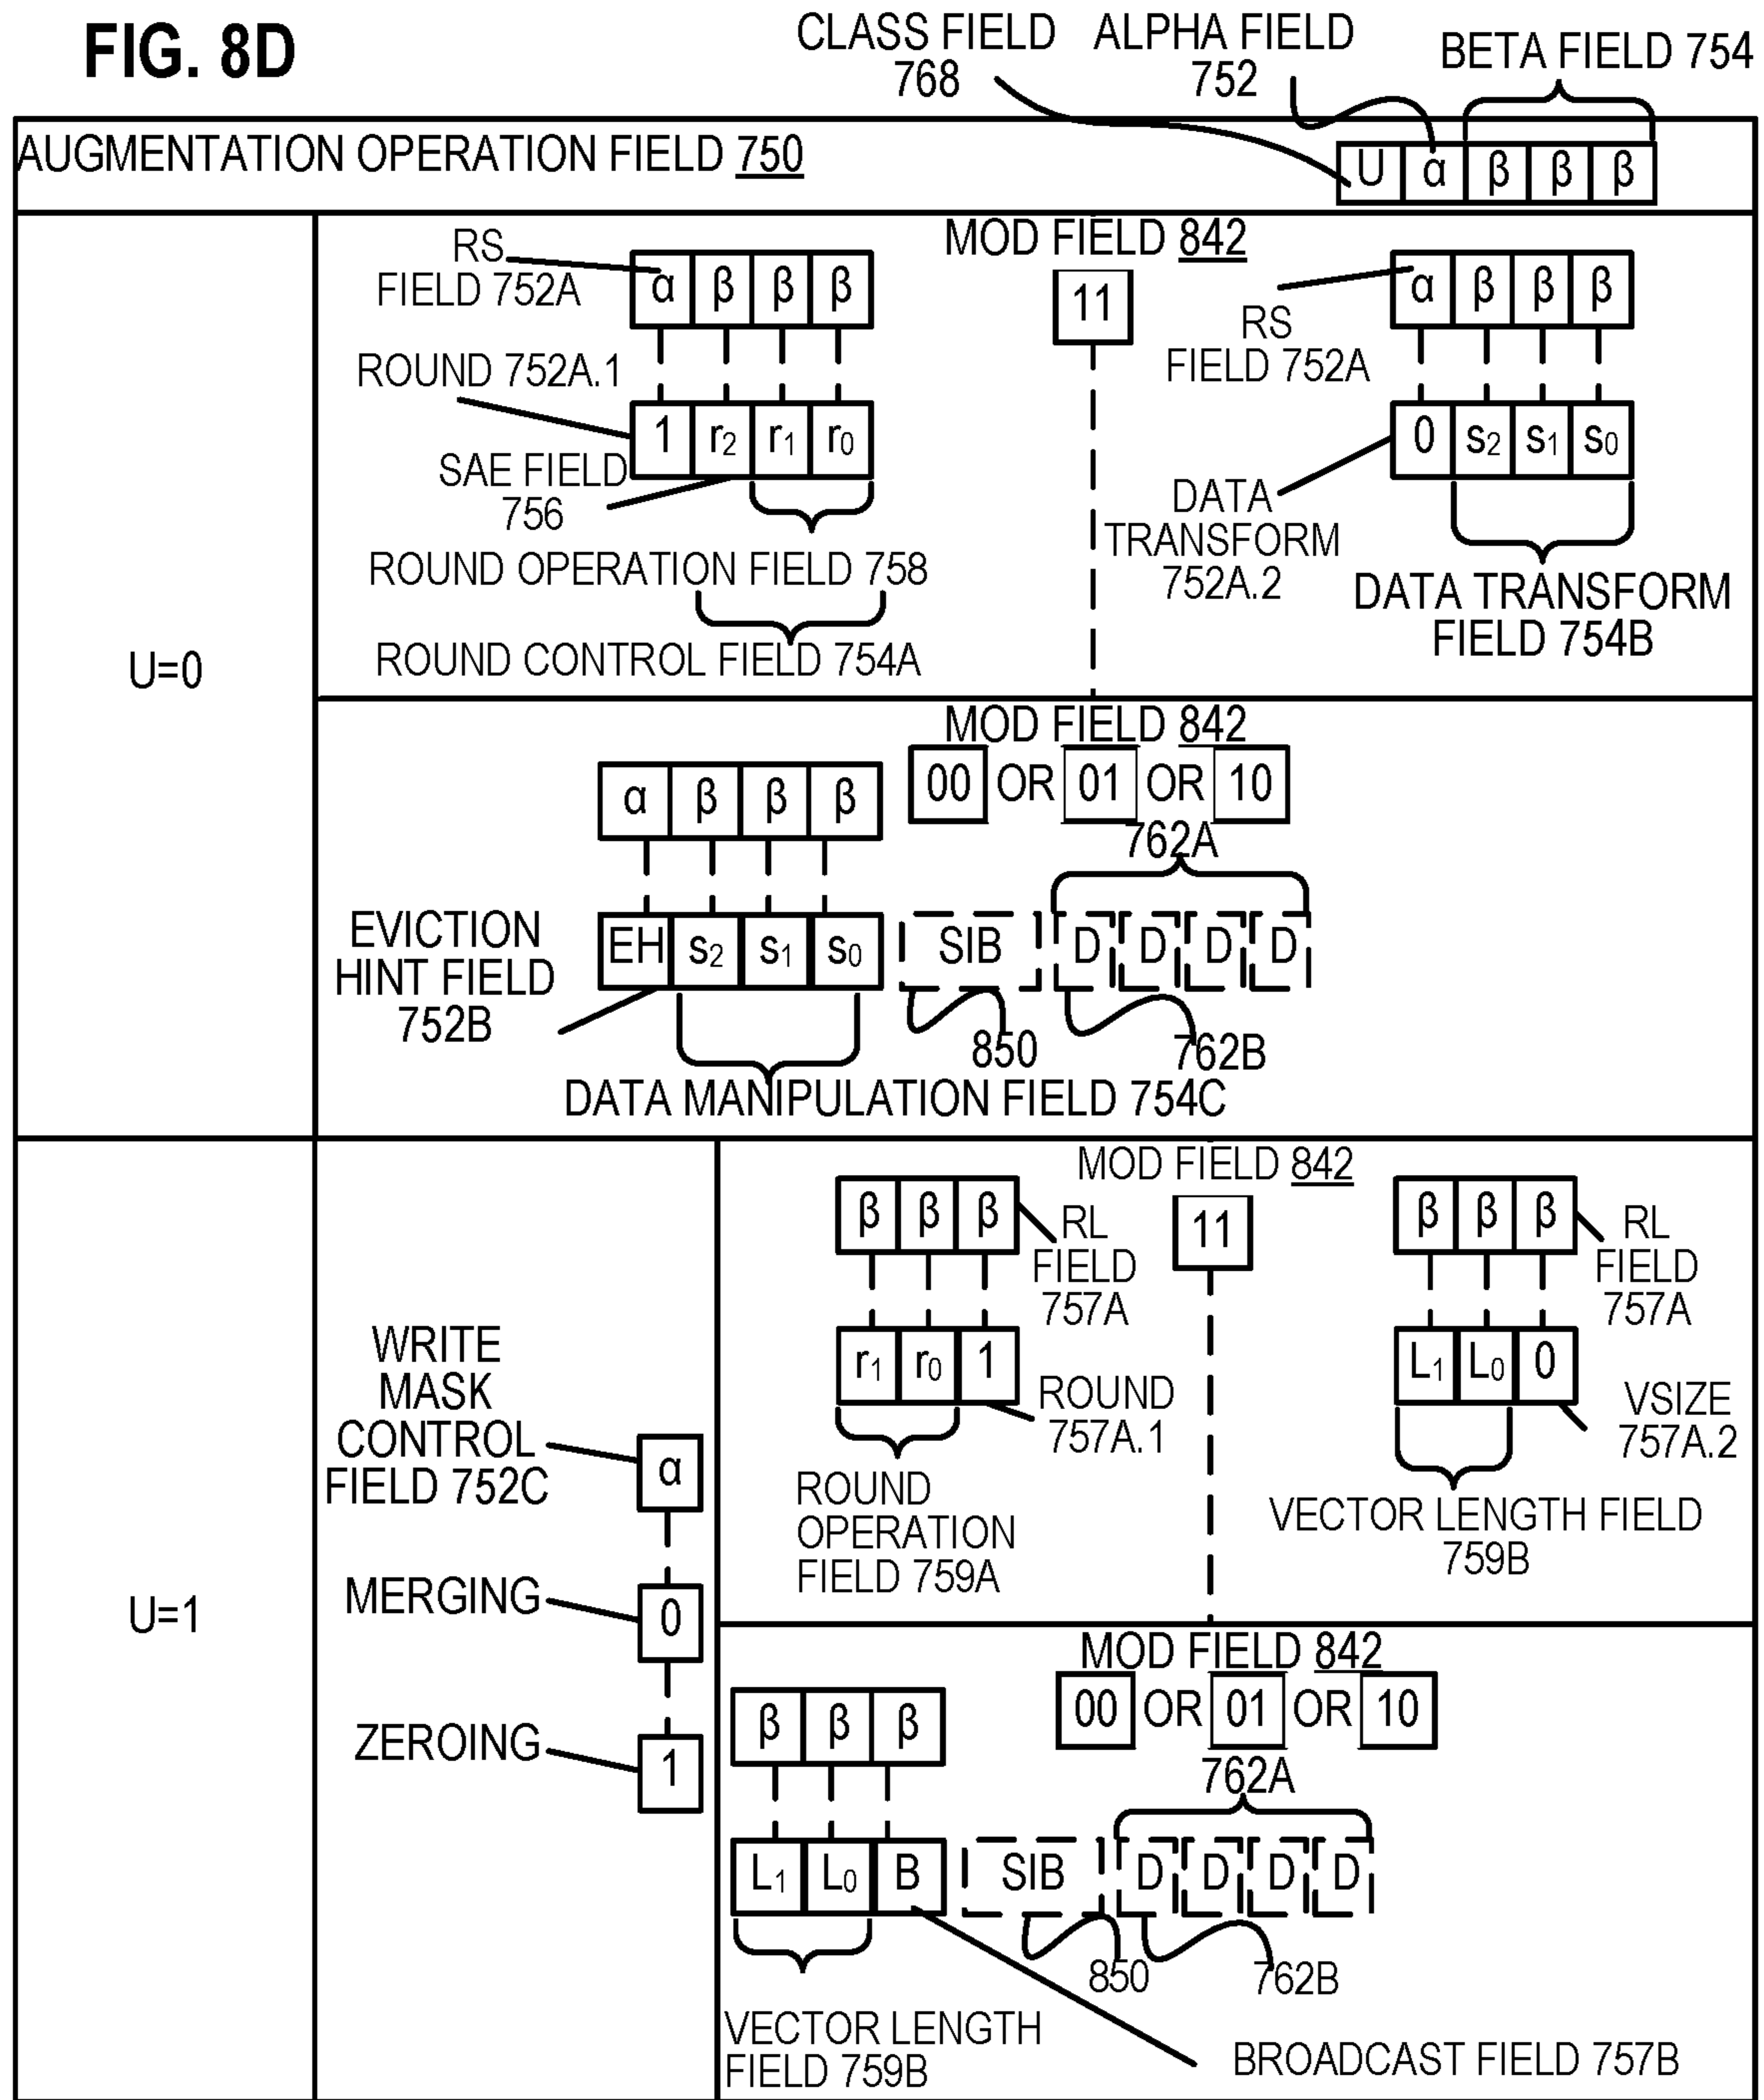 FIG. 8D
CLASS FIELD
768
ALPHA FIELD
752
BETA FIELD 754
AUGMENTATION OPERATION FIELD 750
U α β β β
U=0
MOD FIELD 842
11
RS
FIELD 752A
α β β β
ROUND 752A.1
1 r2 r1 r0
SAE FIELD
756
ROUND OPERATION FIELD 758
ROUND CONTROL FIELD 754A
α β β β
RS
FIELD 752A
0 s2 s1 s0
DATA
TRANSFORM
752A.2
DATA TRANSFORM
FIELD 754B
MOD FIELD 842
00 OR 01 OR 10
α β β β
762A
EVICTION
HINT FIELD
752B
EH s2 s1 s0 SIB D D D D
850
762B
DATA MANIPULATION FIELD 754C
U=1
WRITE
MASK
CONTROL
FIELD 752C
α
MERGING
0
ZEROING
1
MOD FIELD 842
11
β β β
RL
FIELD
757A
r1 r0 1
ROUND
757A.1
ROUND
OPERATION
FIELD 759A
β β β
RL
FIELD
757A
L1 L0 0
VSIZE
757A.2
VECTOR LENGTH FIELD
759B
MOD FIELD 842
00 OR 01 OR 10
β β β
762A
L1 L0 B SIB D D D D
850
762B
VECTOR LENGTH
FIELD 759B
BROADCAST FIELD 757B